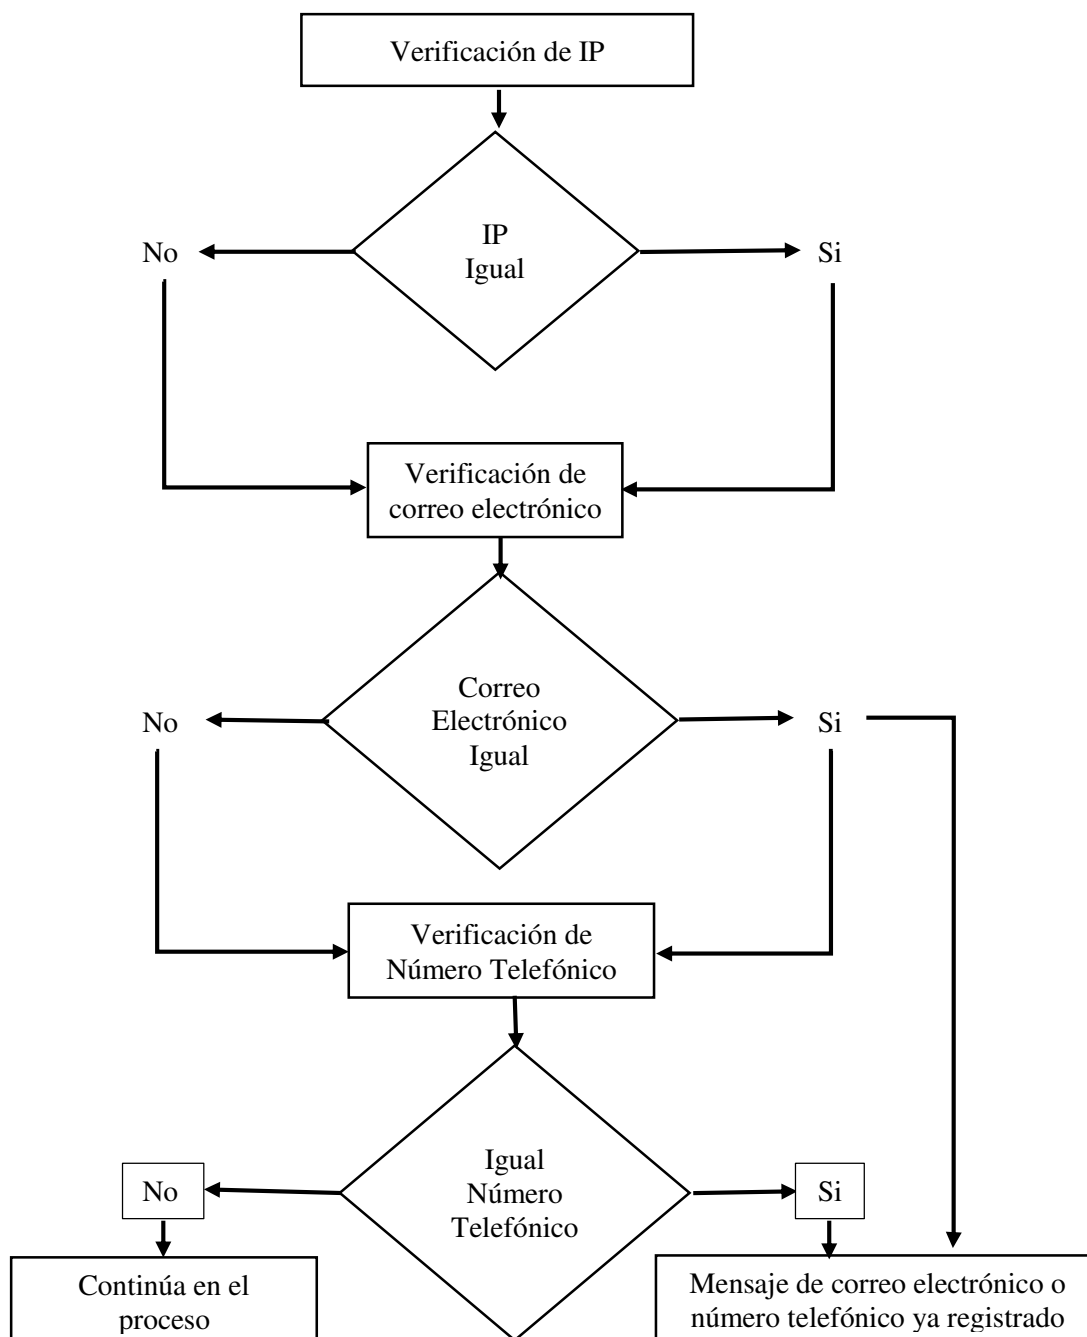 Verificación de IP
IP
Igual
No
Si
Verificación de
correo electrónico
Correo
Electrónico
Igual
No
Si
Verificación de
Número Telefónico
Igual
Número
Telefónico
No
Si
Continúa en el
proceso
Mensaje de correo electrónico o
número telefónico ya registrado